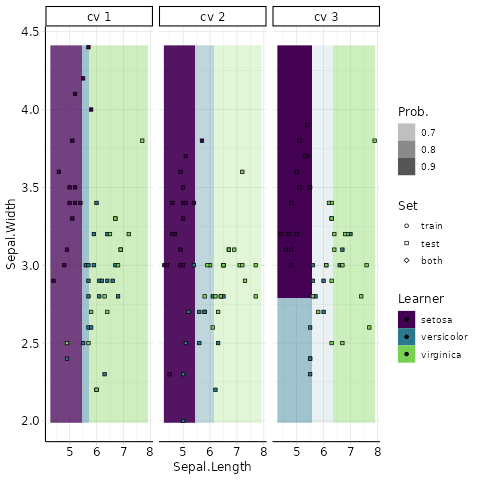 cv 1 cv 2 cv 3
4.5
4.0
3.5
3.0
2.5
2.0
Sepal.Width
5 6 7 8 5 6 7 8 5 6 7 8
Sepal.Length
Prob.
0.7
0.8
0.9
Set
train
test
both
Learner
setosa
versicolor
virginica